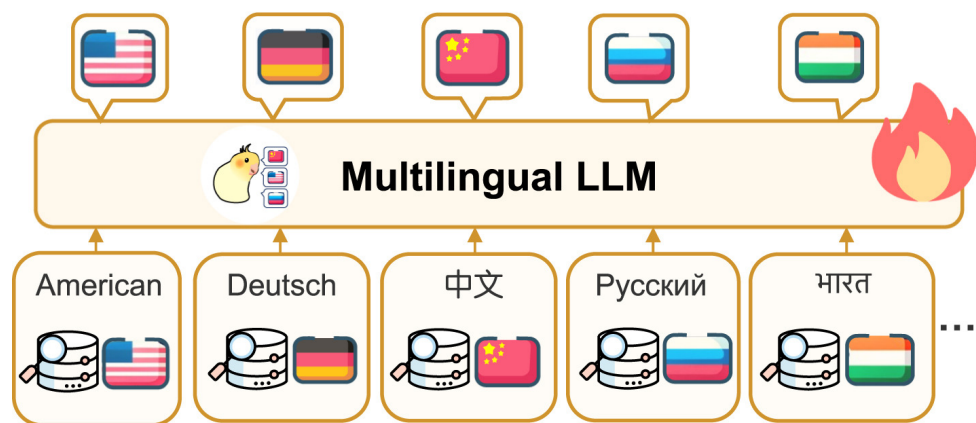 Multilingual LLM
American
Deutsch
中文
Русский
भारत
...